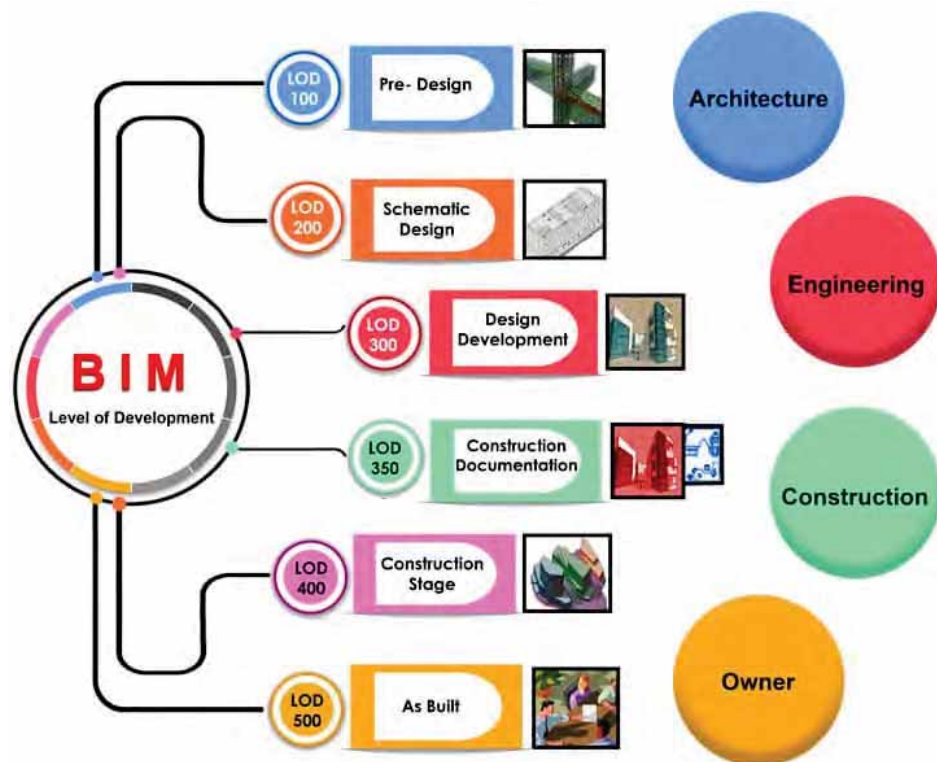 LOD
100
Pre- Design
Architecture
LOD
200
Schematic
Design
Engineering
LOD
300
Design
Development
BIM
Level of Development
LOD
350
Construction
Documentation
Construction
LOD
400
Construction
Stage
Owner
LOD
500
As Built